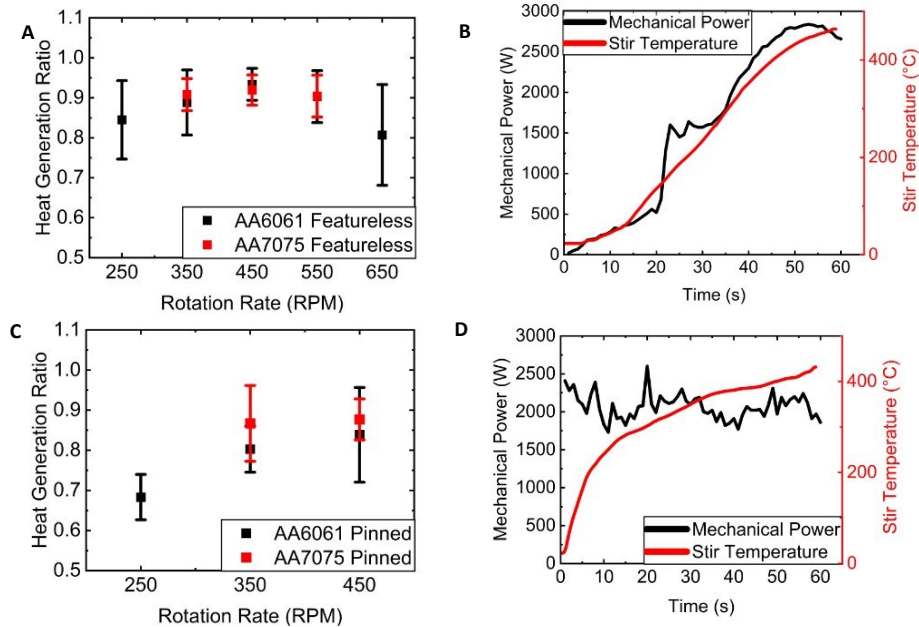 A
1.1
1.0
0.9
0.8
0.7
0.6
0.5
Heat Generation Ratio
AA6061 Featureless
AA7075 Featureless
250 350 450 550 650
Rotation Rate (RPM)
B
3000
2500
2000
1500
1000
500
0
Mechanical Power (W)
Mechanical Power
Stir Temperature
400
200
0
Stir Temperature (°C)
0 10 20 30 40 50 60
Time (s)
C
1.1
1.0
0.9
0.8
0.7
0.6
0.5
Heat Generation Ratio
AA6061 Pinned
AA7075 Pinned
250 350 450
Rotation Rate (RPM)
D
3000
2500
2000
1500
1000
500
0
Mechanical Power (W)
Mechanical Power
Stir Temperature
400
200
0
Stir Temperature (°C)
0 10 20 30 40 50 60
Time (s)